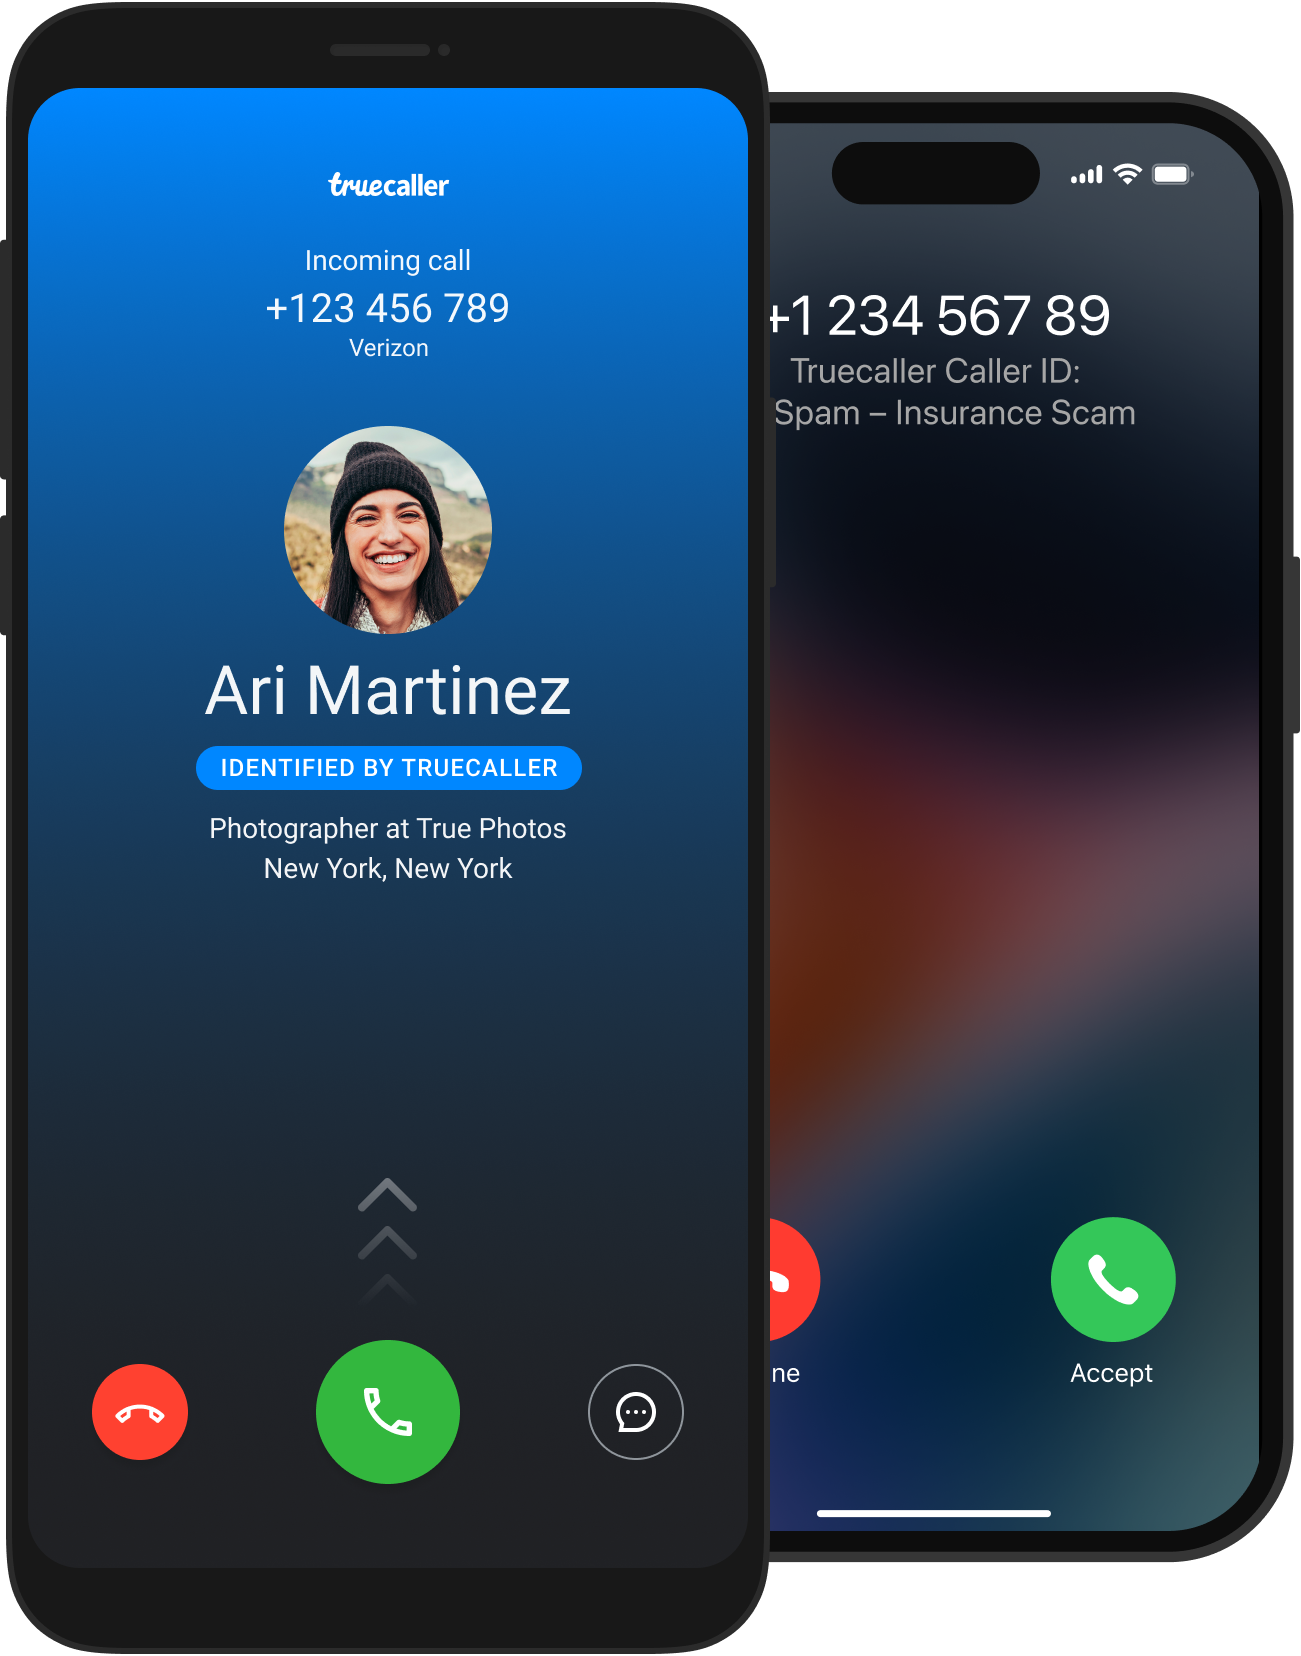 truecaller
Incoming call
+123 456 789
Verizon
Ari Martinez
IDENTIFIED BY TRUECALLER
Photographer at True Photos
New York, New York
+1 234 567 89
Truecaller Caller ID:
Spam – Insurance Scam
ne
Accept